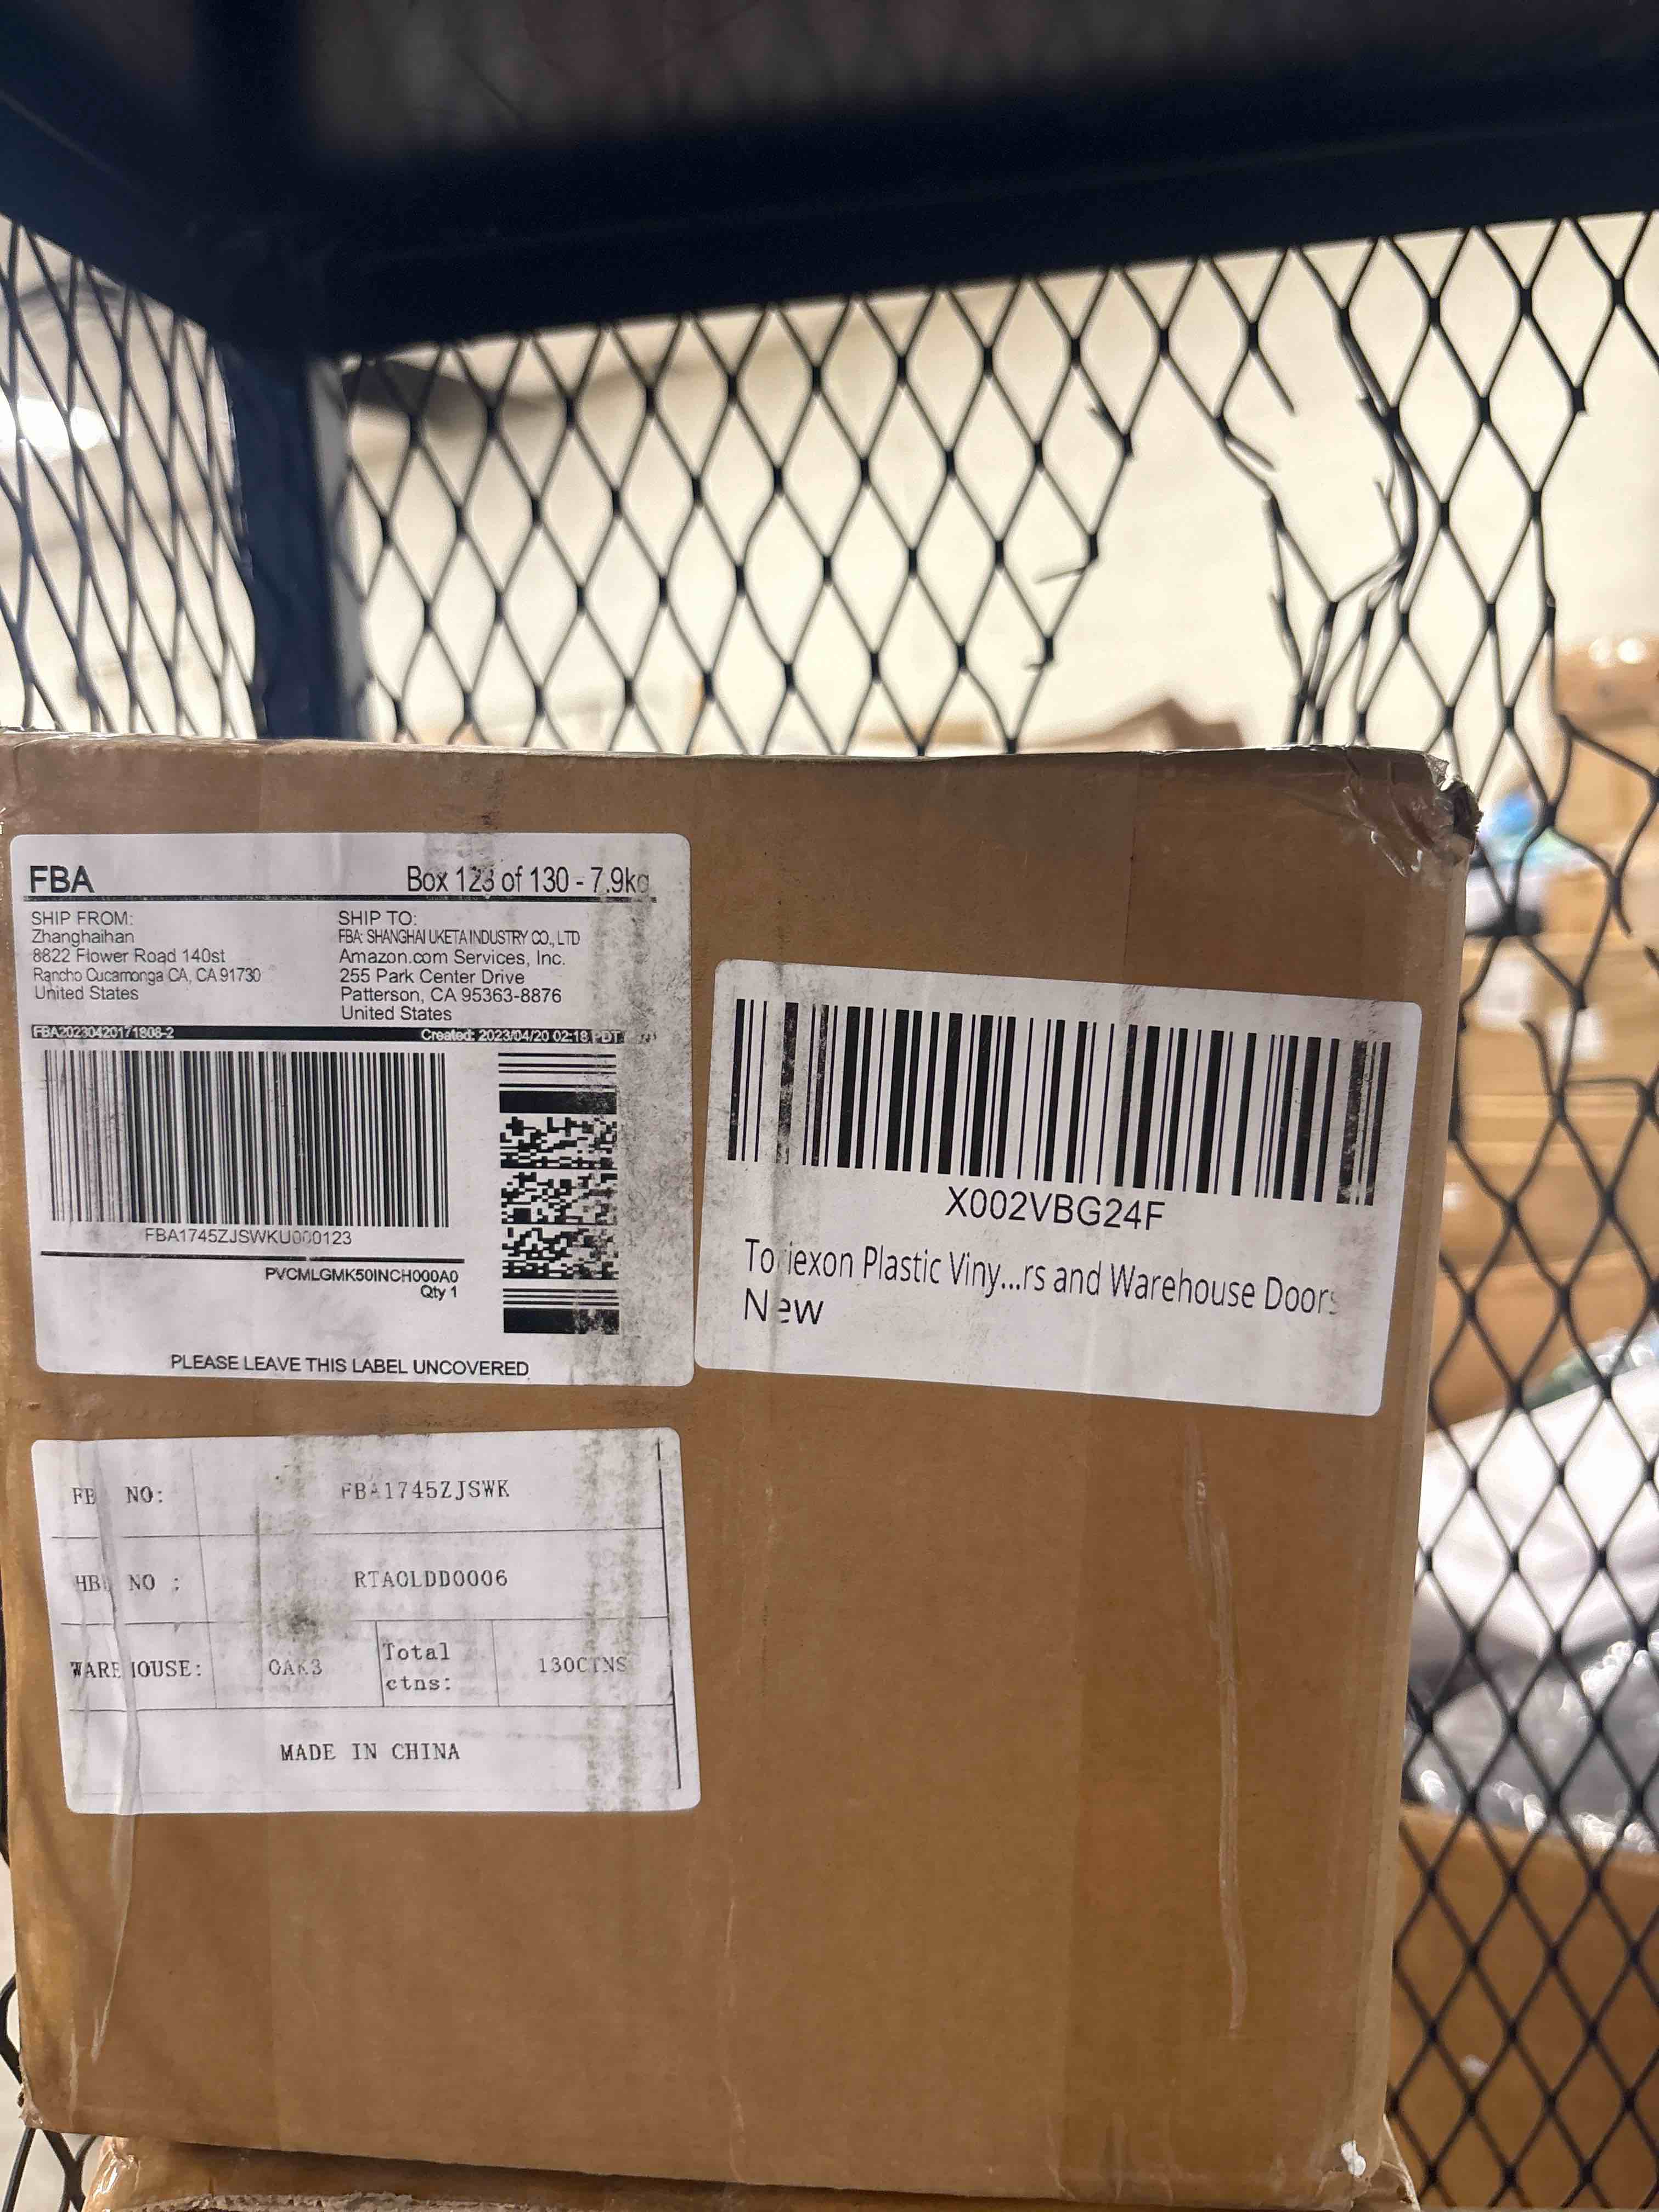 FBA
Box 123 of 130 - 7.9kg
SHIP FROM:
Zhanghaihan
8822 Flower Road 140st
Rancho Cucamonga CA, CA 91730
United States
SHIP TO:
FBA: SHANGHAI UKETA INDUSTRY CO., LTD
Amazon.com Services, Inc.
255 Park Center Drive
Patterson, CA 95363-8876
United States
FBA20230420171808-2
Created: 2023/04/20 02:18 PDT
FBA1745ZJSWKU000123
PVCMLGMK50INCH000A0
Qty 1
PLEASE LEAVE THIS LABEL UNCOVERED
X002VBG24F
Plastic Viny...rs and Warehouse Doors
New
NO: FBA1745ZJSWK
NO : RTAOLDD0006
WAREHOUSE: OAK3 Total ctns: 130CTNS
MADE IN CHINA